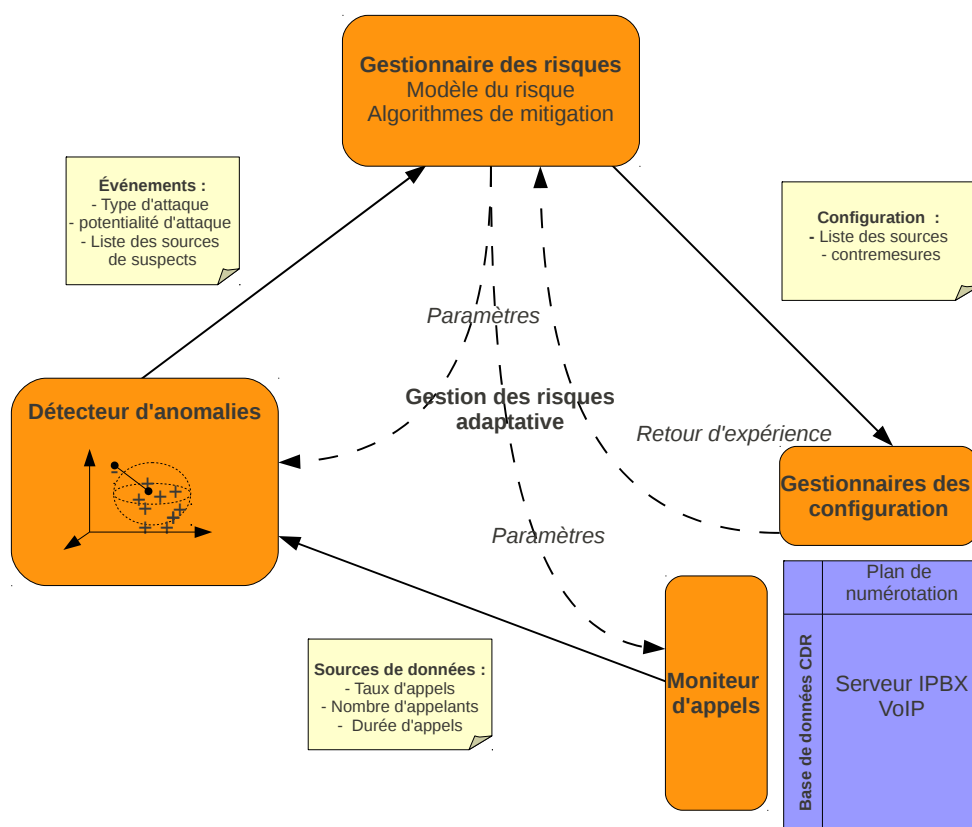 Gestionnaire des risques
Modèle du risque
Algorithmes de mitigation
Événements :
- Type d'attaque
- potentialité d'attaque
- Liste des sources
de suspects
Configuration :
- Liste des sources
- contremesures
Paramètres
Détecteur d'anomalies
Gestion des risques
adaptative
Retour d'expérience
Gestionnaires des
configuration
Paramètres
Plan de
numérotation
Sources de données :
- Taux d'appels
- Nombre d'appelants
- Durée d'appels
Moniteur
d'appels
Base de données CDR
Serveur IPBX
VoIP